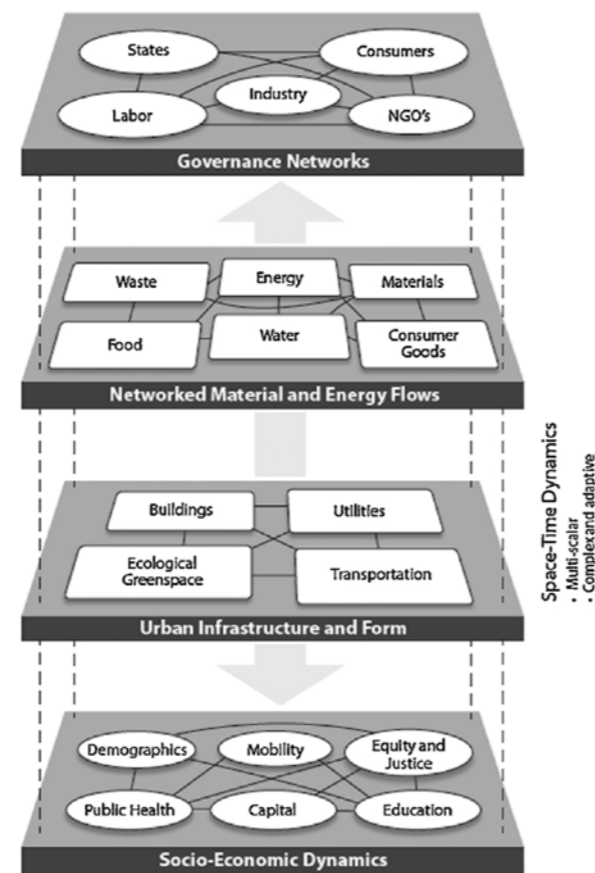 States
Consumers
Industry
Labor
NGO's
Governance Networks
Waste
Energy
Materials
Food
Water
Consumer
Goods
Networked Material and Energy Flows
Buildings
Utilities
Ecological
Greenspace
Transportation
Urban Infrastructure and Form
Demographics
Mobility
Equity and
Justice
Public Health
Capital
Education
Socio-Economic Dynamics
Space-Time Dynamics
• Multi-scalar
• Complex and adaptive